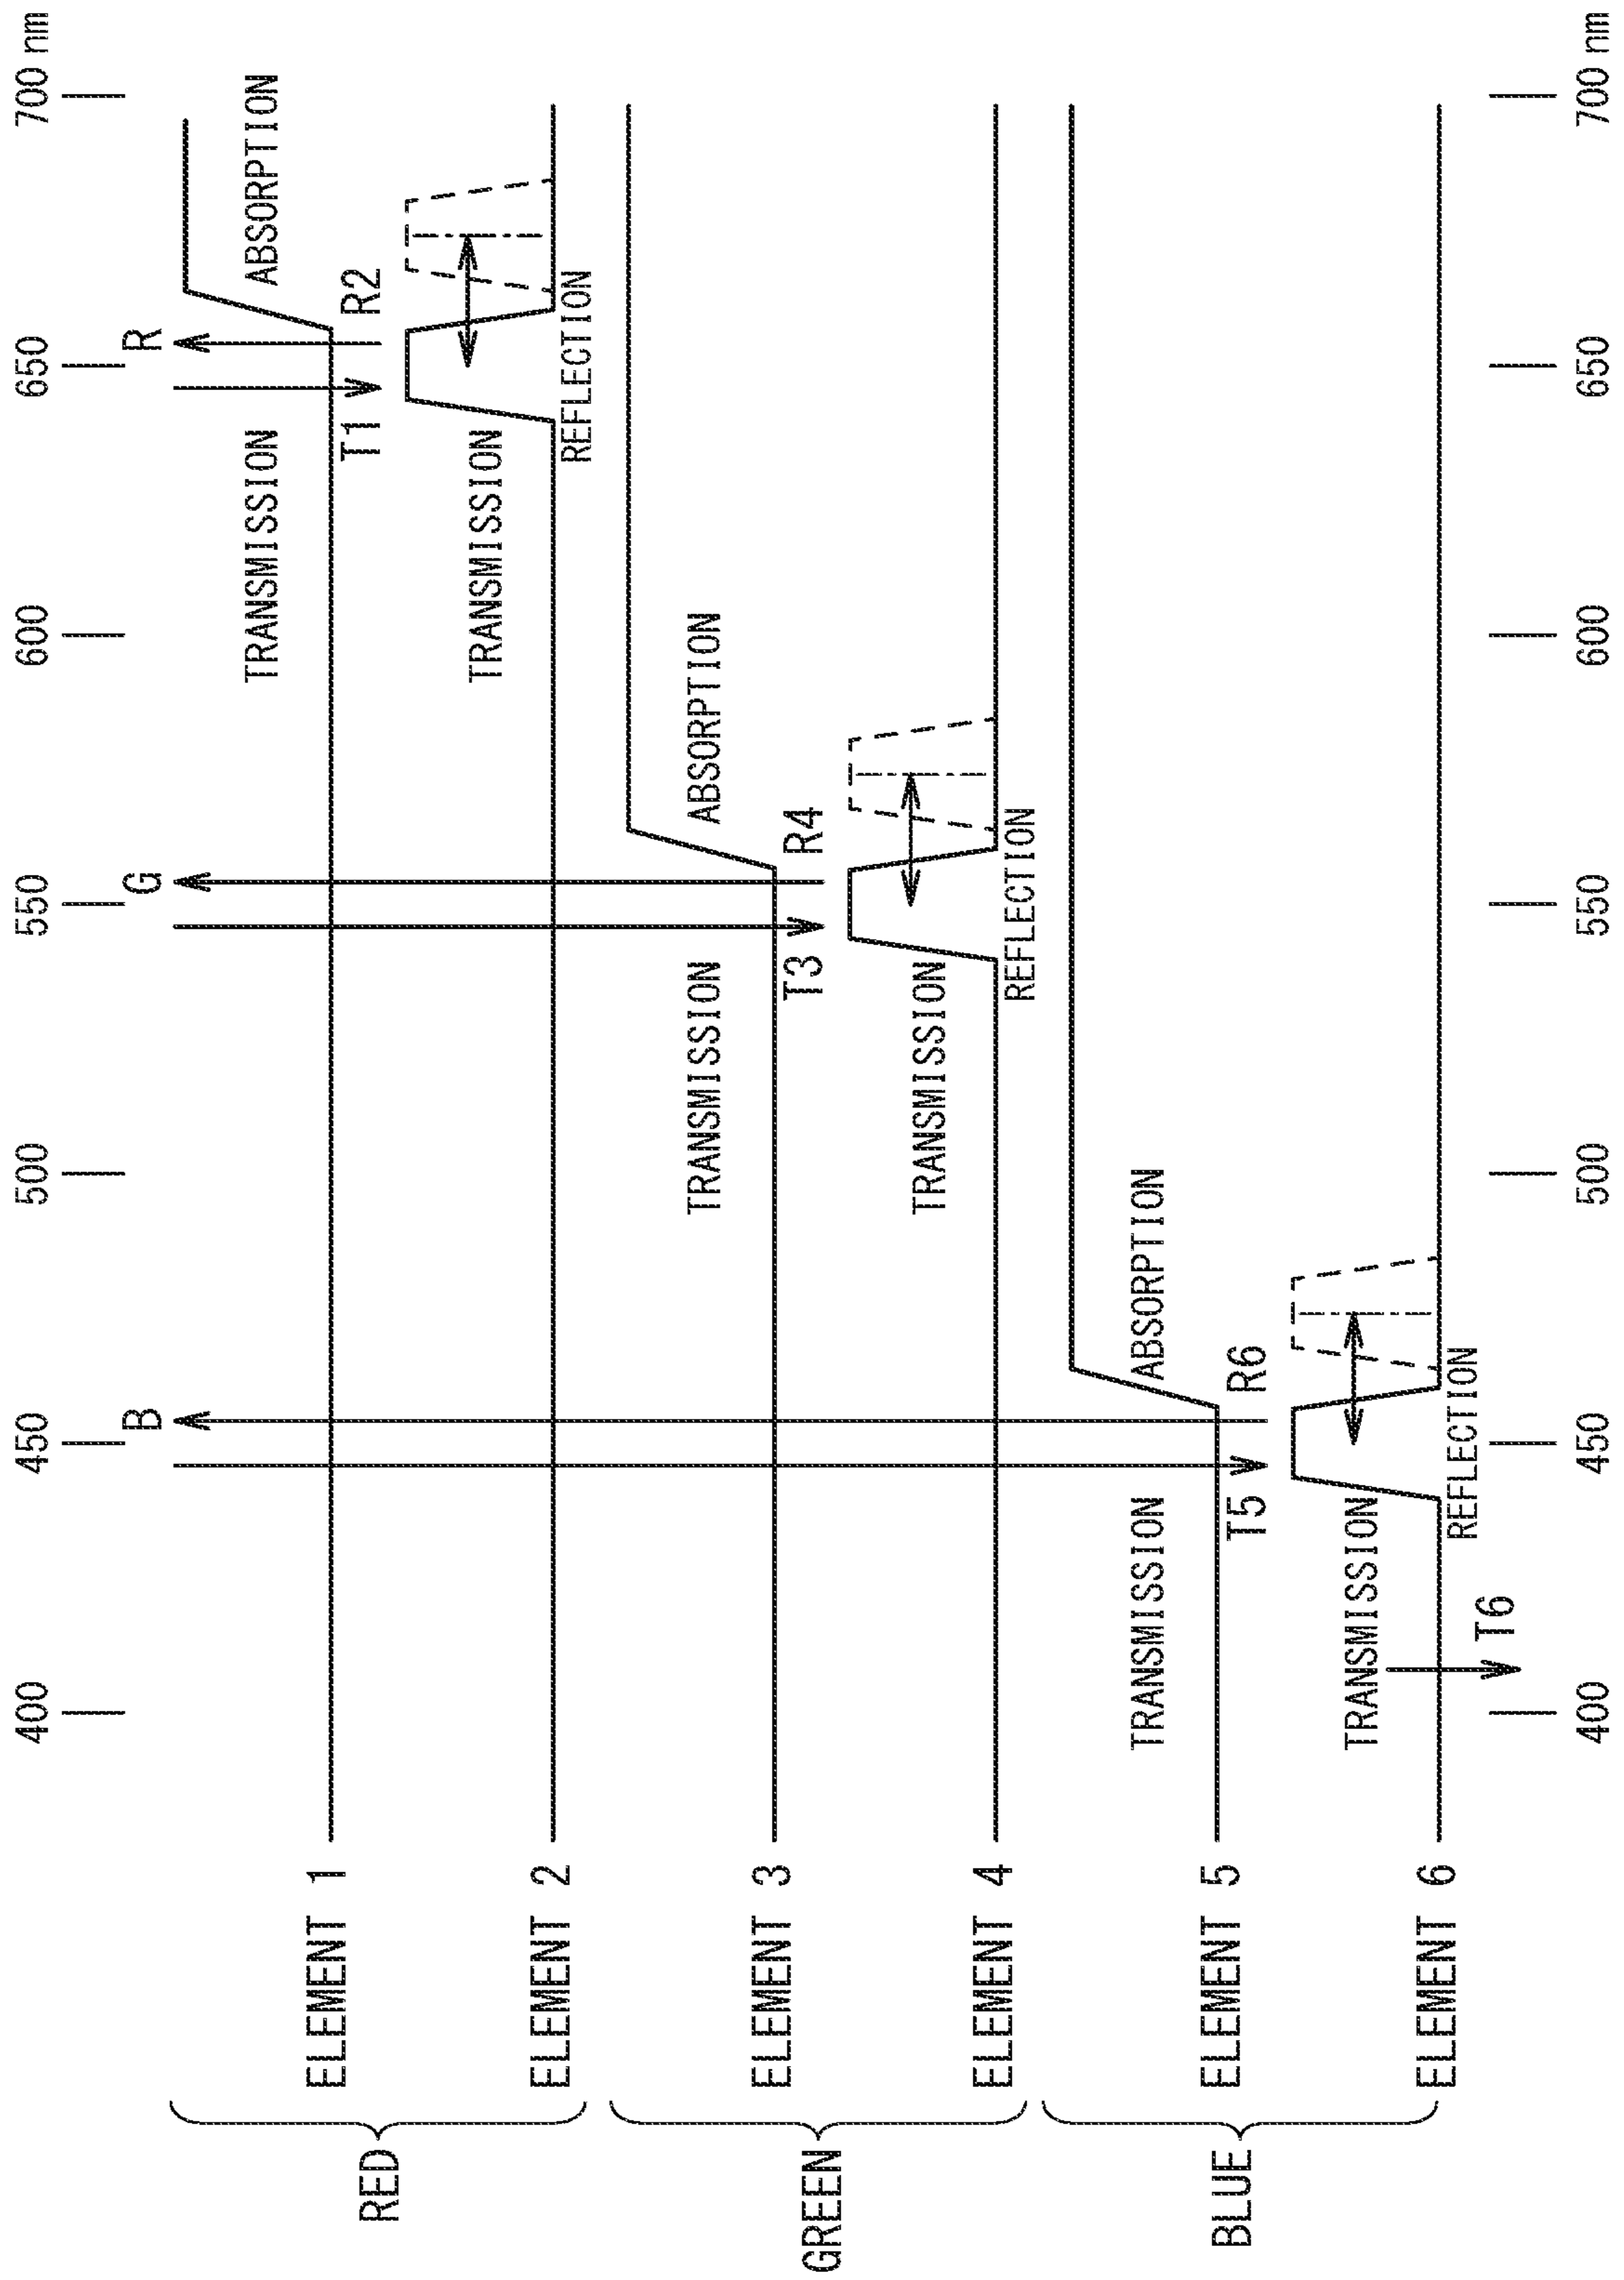 400 450 500 550 600 650 700 nm
B G R
RED
ELEMENT 1
TRANSMISSION ABSORPTION
T1 R2
ELEMENT 2
TRANSMISSION
REFLECTION
GREEN
ELEMENT 3
TRANSMISSION ABSORPTION
T3 R4
ELEMENT 4
TRANSMISSION
REFLECTION
BLUE
ELEMENT 5
TRANSMISSION ABSORPTION
T5 R6
ELEMENT 6
TRANSMISSION
REFLECTION
T6
400 450 500 550 600 650 700 nm